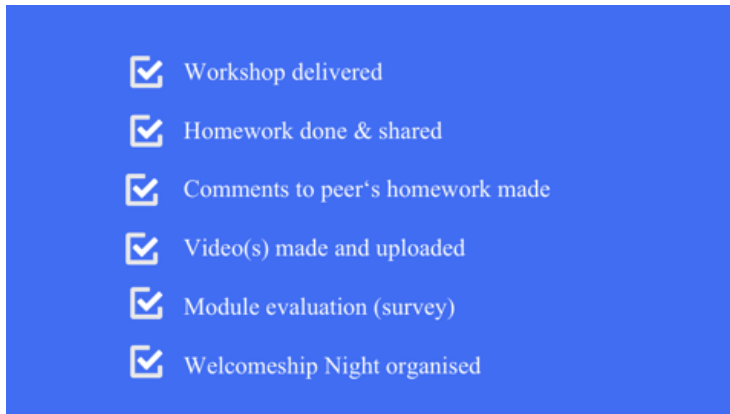 Workshop delivered
Homework done & shared
Comments to peer‘s homework made
Video(s) made and uploaded
Module evaluation (survey)
Welcomeship Night organised